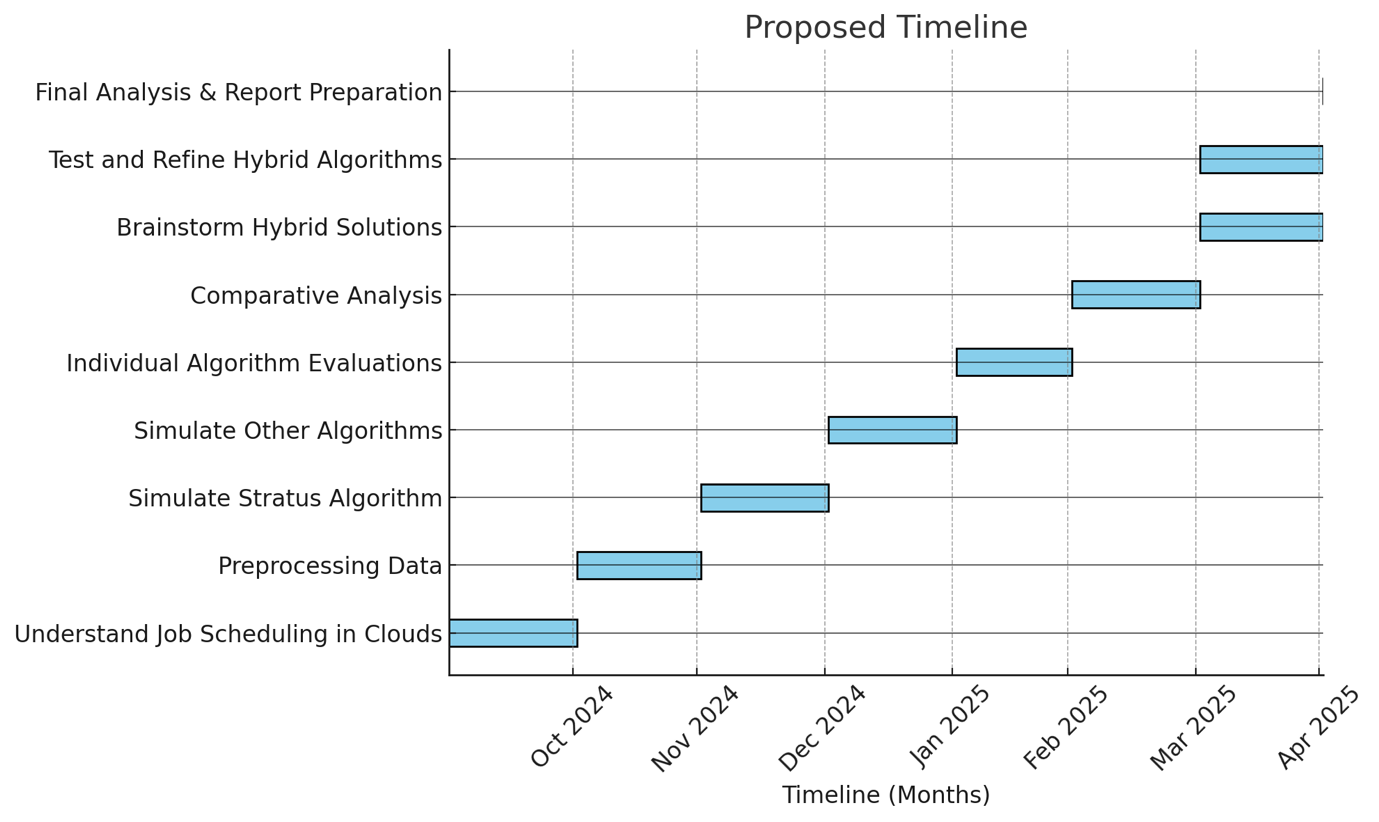 Proposed Timeline
Final Analysis & Report Preparation
Test and Refine Hybrid Algorithms
Brainstorm Hybrid Solutions
Comparative Analysis
Individual Algorithm Evaluations
Simulate Other Algorithms
Simulate Stratus Algorithm
Preprocessing Data
Understand Job Scheduling in Clouds
Oct 2024
Nov 2024
Dec 2024
Jan 2025
Feb 2025
Mar 2025
Apr 2025
Timeline (Months)